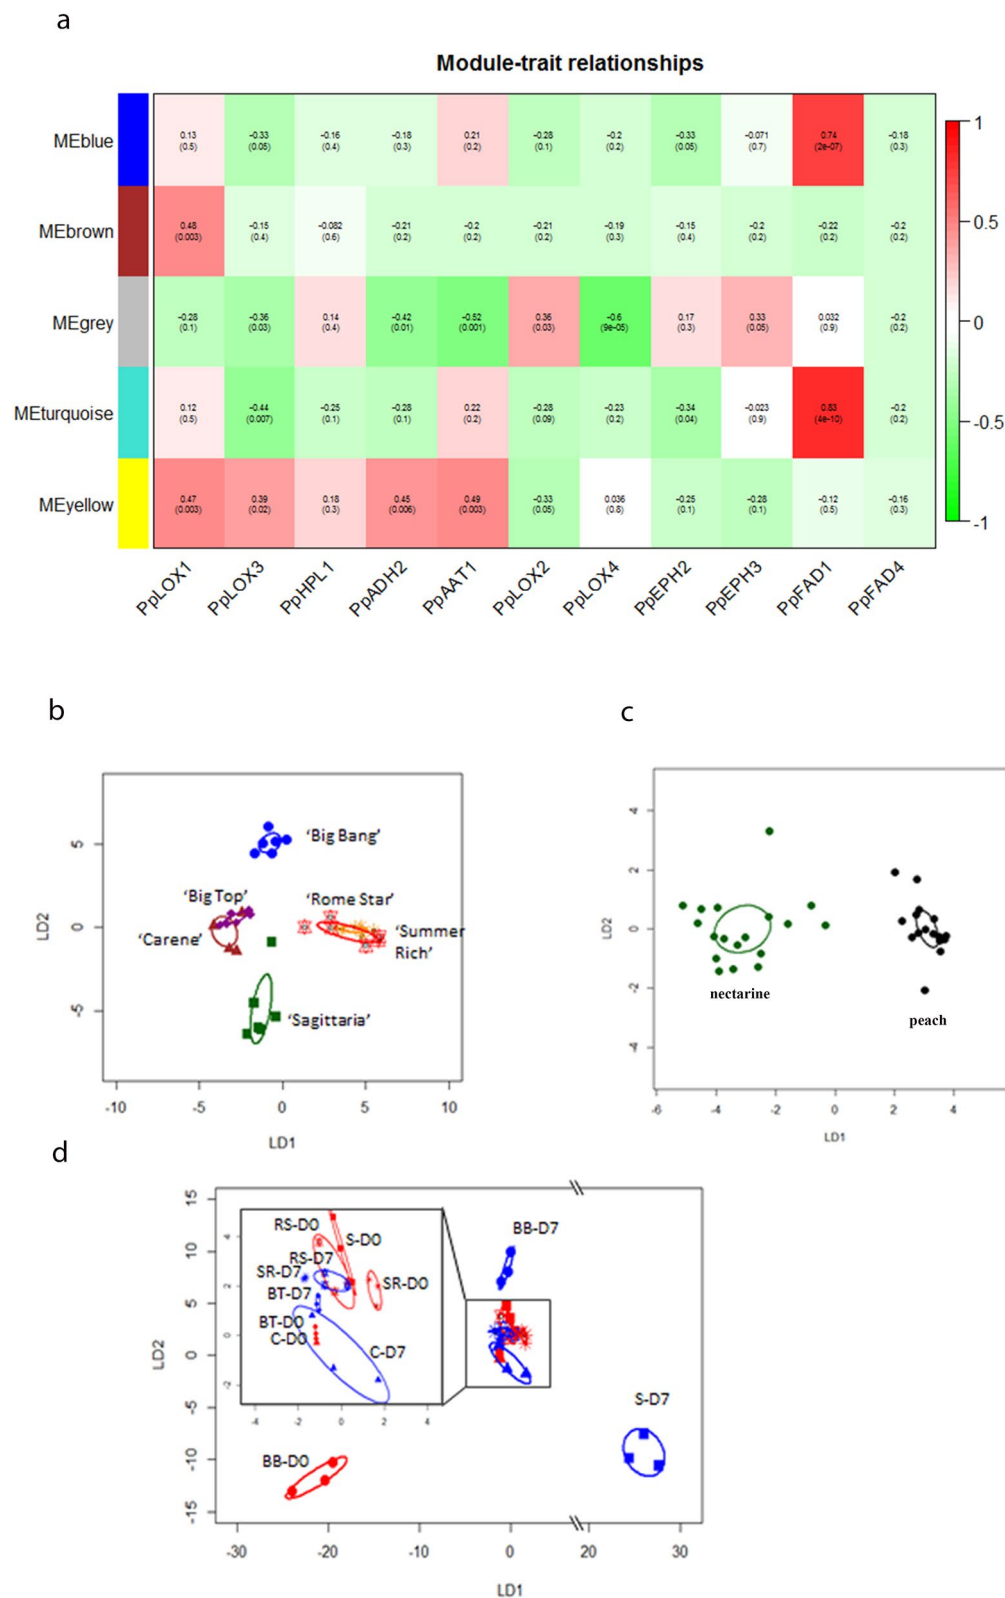 a
Module-trait relationships
MEblue
0.13 -0.33 -0.16 -0.18 0.21 -0.28 -0.2 -0.33 -0.071 0.74 -0.18
(0.5) (0.05) (0.4) (0.3) (0.2) (0.1) (0.2) (0.05) (0.7) (2e-07) (0.3)
MEbrown
0.48 -0.15 -0.082 -0.21 -0.2 -0.21 -0.19 -0.15 -0.2 -0.22 -0.2
(0.003) (0.4) (0.6) (0.2) (0.2) (0.2) (0.3) (0.4) (0.2) (0.2) (0.2)
MEgrey
-0.28 -0.36 0.14 -0.42 -0.52 0.36 -0.6 0.17 0.33 0.032 -0.2
(0.1) (0.03) (0.4) (0.01) (0.001) (0.03) (9e-05) (0.3) (0.05) (0.9) (0.2)
MEturquoise
0.12 -0.44 -0.25 -0.28 0.22 -0.28 -0.23 -0.34 -0.023 0.83 -0.2
(0.5) (0.007) (0.1) (0.1) (0.2) (0.09) (0.2) (0.04) (0.9) (4e-10) (0.2)
MEyellow
0.47 0.39 0.18 0.45 0.49 -0.33 0.036 -0.25 -0.28 -0.12 -0.16
(0.003) (0.02) (0.3) (0.006) (0.003) (0.05) (0.8) (0.1) (0.1) (0.5) (0.3)
1
0.5
0
-0.5
-1
PpLOX1 PpLOX3 PpHPL1 PpADH2 PpAAT1 PpLOX2 PpLOX4 PpEPH2 PpEPH3 PpFAD1 PpFAD4
b
LD2
5
0
-5
'Big Bang'
'Big Top'
'Rome Star'
'Carene'
'Summer
Rich'
'Sagittaria'
-10 -5 0 5 10
LD1
c
LD2
4
2
0
-2
-4
nectarine
peach
-6 -4 -2 0 2 4
LD1
d
LD2
15
10
5
0
-5
-10
-15
RS-D0
S-D0
RS-D7
SR-D7
SR-D0
BT-D7
BT-D0
C-D0
C-D7
4
2
0
-2
-4 -2 0 2 4
BB-D7
S-D7
BB-D0
-30 -20 -10 0 20 30
LD1